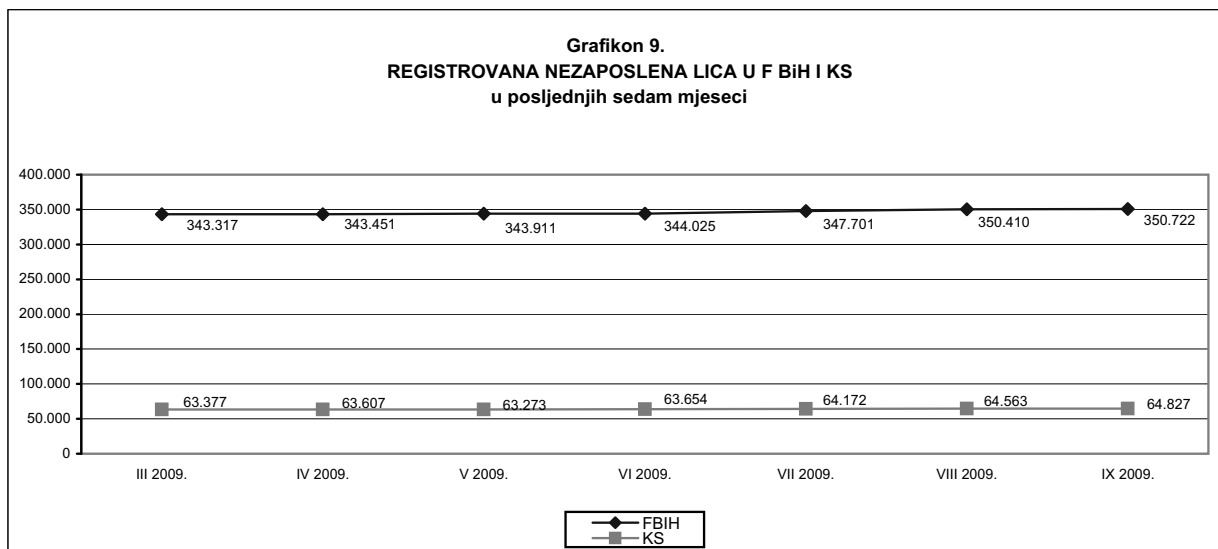 Grafikon 9.
REGISTROVANA NEZAPOSLENA LICA U F BiH I KS
u posljednjih sedam mjeseci
400.000
350.000
343.317 343.451 343.911 344.025 347.701 350.410 350.722
300.000
250.000
200.000
150.000
100.000
63.377 63.607 63.273 63.654 64.172 64.563 64.827
50.000
0
III 2009. IV 2009. V 2009. VI 2009. VII 2009. VIII 2009. IX 2009.
FBIH
KS